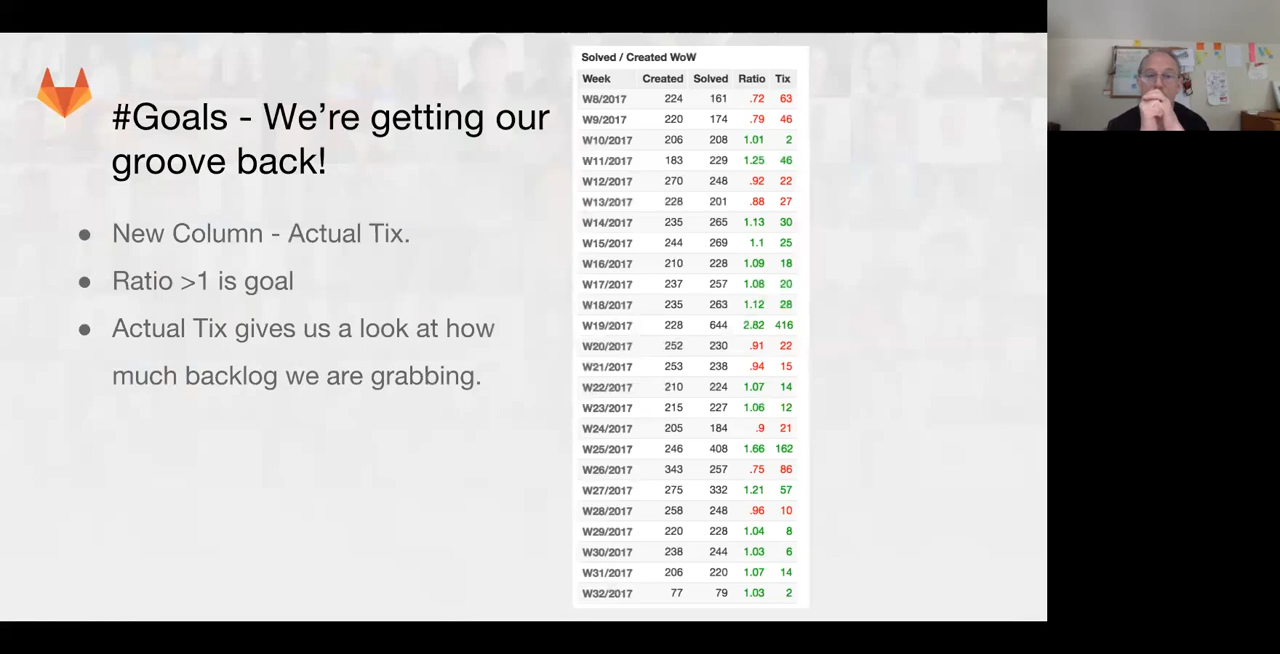 #Goals - We're getting our
groove back!
● New Column - Actual Tix.
● Ratio >1 is goal
● Actual Tix gives us a look at how
much backlog we are grabbing.
Solved / Created WoW
Week Created Solved Ratio Tix
W8/2017 224 161 .72 63
W9/2017 220 174 .79 46
W10/2017 206 208 1.01 2
W11/2017 183 229 1.25 46
W12/2017 270 248 .92 22
W13/2017 228 201 .88 27
W14/2017 235 265 1.13 30
W15/2017 244 269 1.1 25
W16/2017 210 228 1.09 18
W17/2017 237 257 1.08 20
W18/2017 235 263 1.12 28
W19/2017 228 644 2.82 416
W20/2017 252 230 .91 22
W21/2017 253 238 .94 15
W22/2017 210 224 1.07 14
W23/2017 215 227 1.06 12
W24/2017 205 184 .9 21
W25/2017 246 408 1.66 162
W26/2017 343 257 .75 86
W27/2017 275 332 1.21 57
W28/2017 258 248 .96 10
W29/2017 220 228 1.04 8
W30/2017 238 244 1.03 6
W31/2017 206 220 1.07 14
W32/2017 77 79 1.03 2